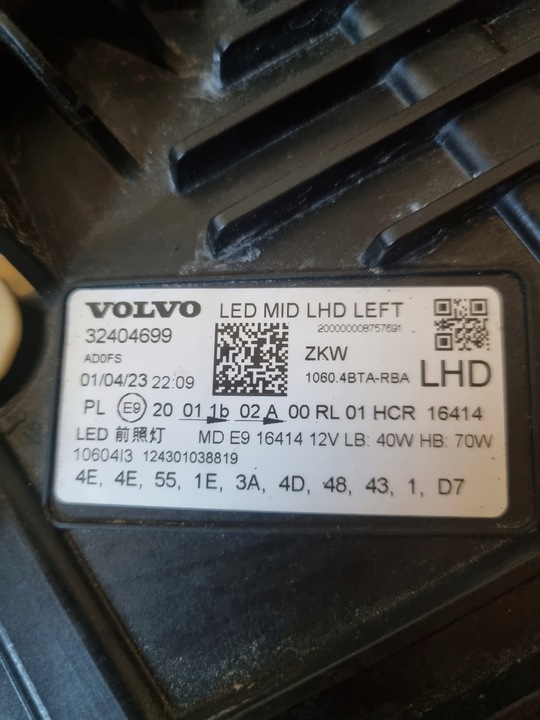 VOLVO LED MID LHD LEFT
32404699 200000008757691
AD0FS ZKW
01/04/23 22:09 1060.4BTA-RBA LHD
PL E9 20 01 1b 02 A 00 RL 01 HCR 16414
LED 前照灯 MD E9 16414 12V LB: 40W HB: 70W
10604I3 124301038819
4E, 4E, 55, 1E, 3A, 4D, 48, 43, 1, D7